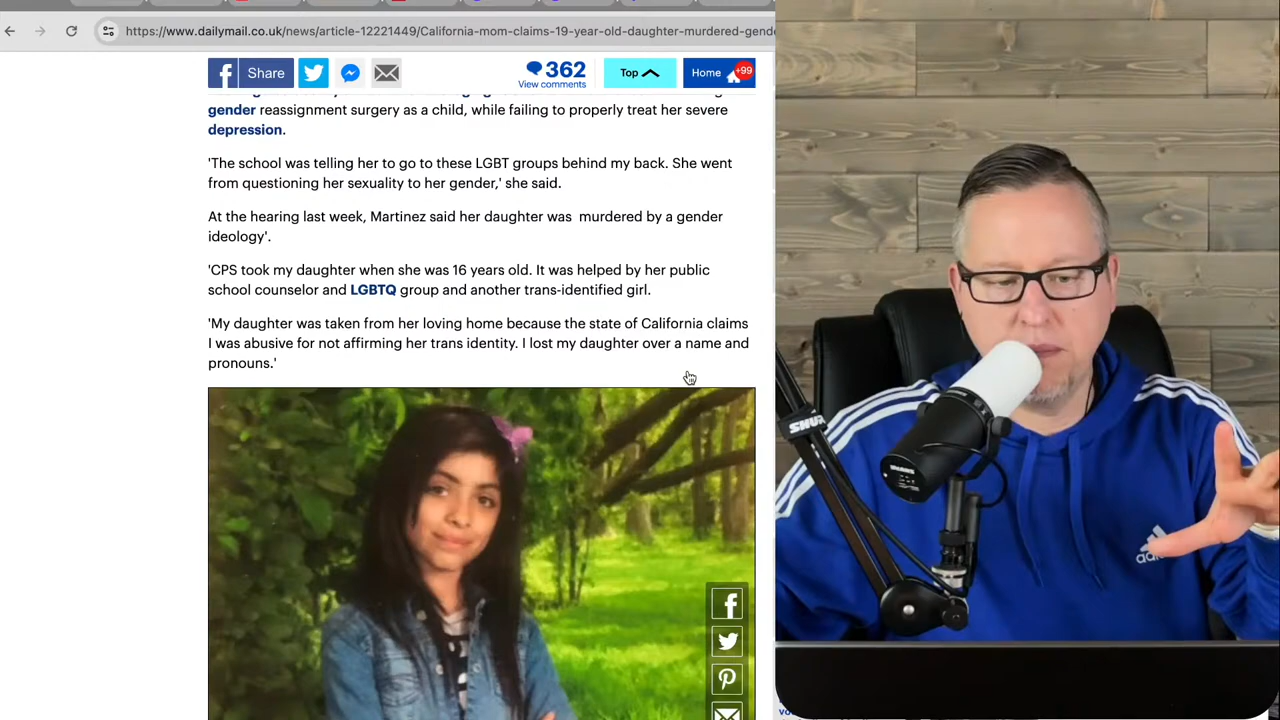 https://www.dailymail.co.uk/news/article-12221449/California-mom-claims-19-year-old-daughter-murdered-gend
Share
362
View comments
Top
Home
+99
gender reassignment surgery as a child, while failing to properly treat her severe
depression.
'The school was telling her to go to these LGBT groups behind my back. She went
from questioning her sexuality to her gender,' she said.
At the hearing last week, Martinez said her daughter was  murdered by a gender
ideology'.
'CPS took my daughter when she was 16 years old. It was helped by her public
school counselor and LGBTQ group and another trans-identified girl.
'My daughter was taken from her loving home because the state of California claims
I was abusive for not affirming her trans identity. I lost my daughter over a name and
pronouns.'
SHURE